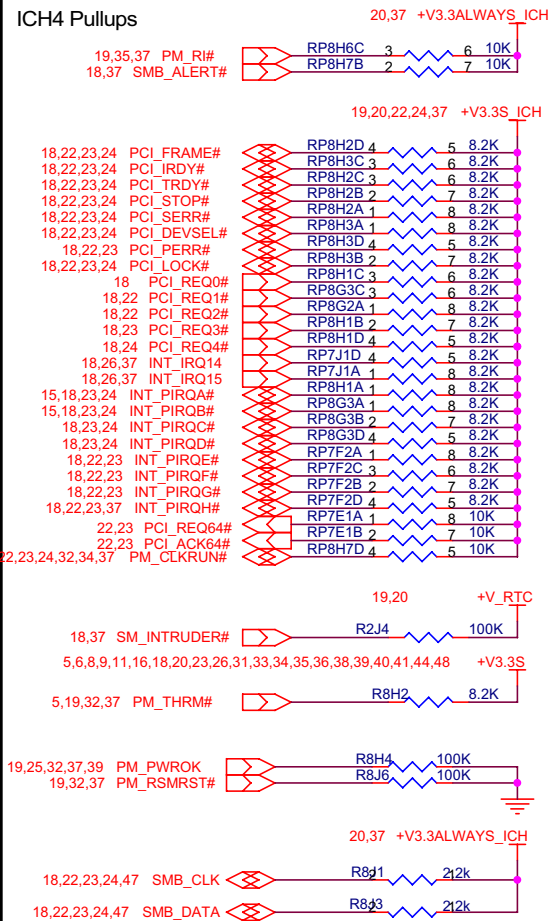 ICH4 Pullups
20,37 +V3.3ALWAYS_ICH
19,35,37 PM_RI# RP8H6C 3 6 10K
18,37 SMB_ALERT# RP8H7B 2 7 10K
19,20,22,24,37 +V3.3S_ICH
18,22,23,24 PCI_FRAME# RP8H2D 4 5 8.2K
18,22,23,24 PCI_IRDY# RP8H3C 3 6 8.2K
18,22,23,24 PCI_TRDY# RP8H2C 3 6 8.2K
18,22,23,24 PCI_STOP# RP8H2B 2 7 8.2K
18,22,23,24 PCI_SERR# RP8H2A 1 8 8.2K
18,22,23,24 PCI_DEVSEL# RP8H3A 1 8 8.2K
18,22,23 PCI_PERR# RP8H3D 4 5 8.2K
18,22,23,24 PCI_LOCK# RP8H3B 2 7 8.2K
18 PCI_REQ0# RP8H1C 3 6 8.2K
18,22 PCI_REQ1# RP8G3C 3 6 8.2K
18,22 PCI_REQ2# RP8G2A 1 8 8.2K
18,23 PCI_REQ3# RP8H1B 2 7 8.2K
18,24 PCI_REQ4# RP8H1D 4 5 8.2K
18,26,37 INT_IRQ14 RP7J1D 4 5 8.2K
18,26,37 INT_IRQ15 RP7J1A 1 8 8.2K
15,18,23,24 INT_PIRQA# RP8H1A 1 8 8.2K
15,18,23,24 INT_PIRQB# RP8G3A 1 8 8.2K
18,23,24 INT_PIRQC# RP8G3B 2 7 8.2K
18,23,24 INT_PIRQD# RP8G3D 4 5 8.2K
18,22,23 INT_PIRQE# RP7F2A 1 8 8.2K
18,22,23 INT_PIRQF# RP7F2C 3 6 8.2K
18,22,23 INT_PIRQG# RP7F2B 2 7 8.2K
18,22,23,37 INT_PIRQH# RP7F2D 4 5 8.2K
22,23 PCI_REQ64# RP7E1A 1 8 10K
22,23 PCI_ACK64# RP7E1B 2 7 10K
22,23,24,32,34,37 PM_CLKRUN# RP8H7D 4 5 10K
19,20 +V_RTC
18,37 SM_INTRUDER# R2J4 100K
5,6,8,9,11,16,18,20,23,26,31,33,34,35,36,38,39,40,41,44,48 +V3.3S
5,19,32,37 PM_THRM# R8H2 8.2K
19,25,32,37,39 PM_PWROK R8H4 100K
19,32,37 PM_RSMRST# R8J6 100K
20,37 +V3.3ALWAYS_ICH
18,22,23,24,47 SMB_CLK R8J1 2.2k
18,22,23,24,47 SMB_DATA R8J3 2.2k